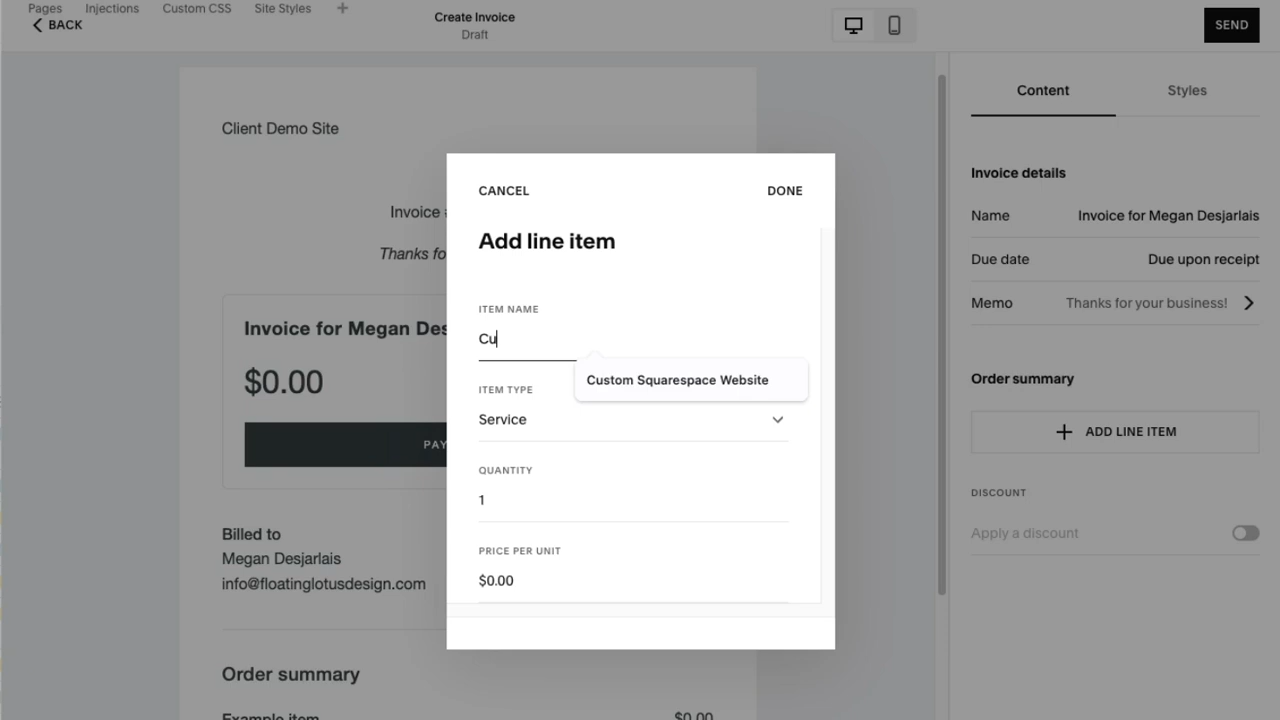 Pages Injections Custom CSS Site Styles
BACK
Create Invoice
Draft
SEND
Client Demo Site
Invoice
Thanks fo
Invoice for Megan Des
$0.00
PAY
Billed to
Megan Desjarlais
info@floatinglotusdesign.com
Order summary
Example item $0.00
CANCEL DONE
Add line item
ITEM NAME
Cu
Custom Squarespace Website
ITEM TYPE
Service
QUANTITY
1
PRICE PER UNIT
$0.00
Content Styles
Invoice details
Name Invoice for Megan Desjarlais
Due date Due upon receipt
Memo Thanks for your business!
Order summary
ADD LINE ITEM
DISCOUNT
Apply a discount